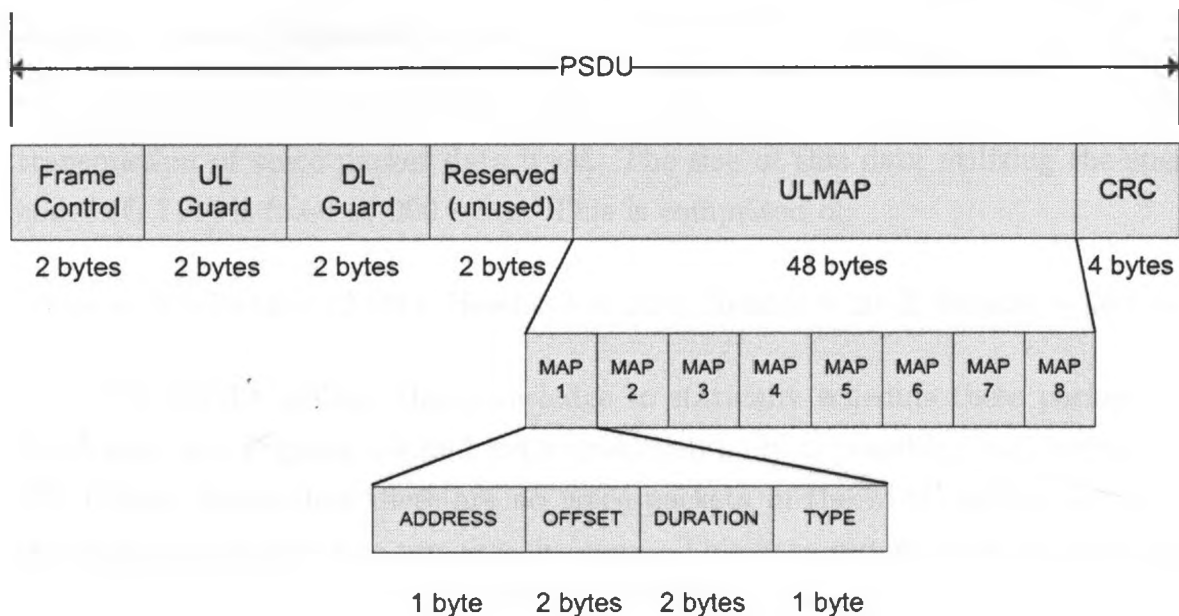 PSDU
Frame Control
UL Guard
DL Guard
Reserved (unused)
ULMAP
CRC
2 bytes
2 bytes
2 bytes
2 bytes
48 bytes
4 bytes
MAP 1
MAP 2
MAP 3
MAP 4
MAP 5
MAP 6
MAP 7
MAP 8
ADDRESS
OFFSET
DURATION
TYPE
1 byte
2 bytes
2 bytes
1 byte